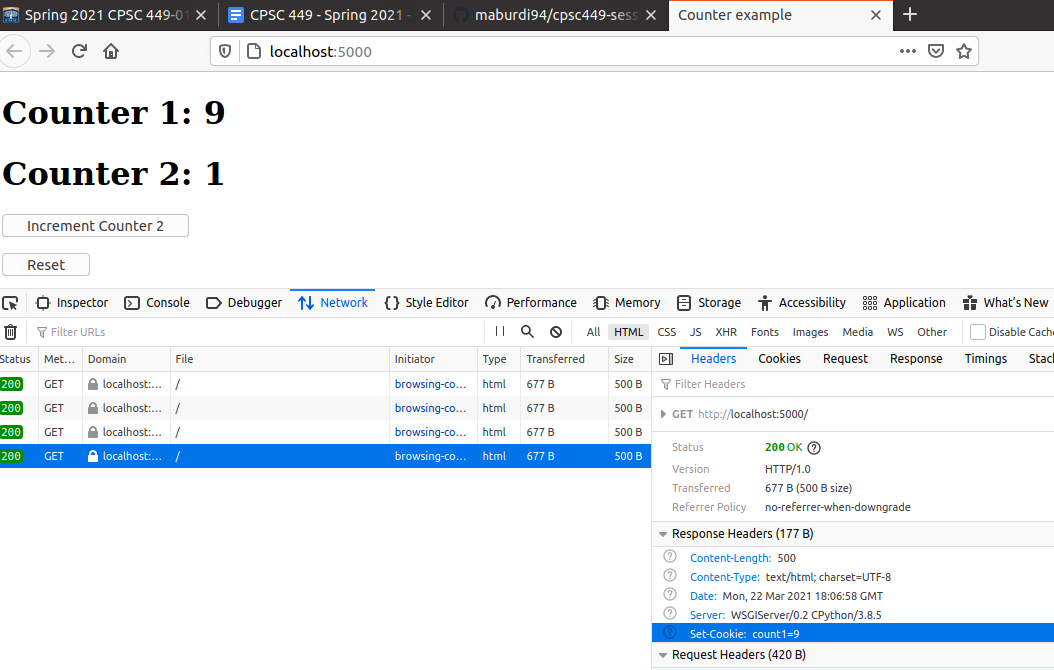 Spring 2021 CPSC 449-01
CPSC 449 - Spring 2021 -
maburdi94/cpsc449-sess
Counter example
localhost:5000
Counter 1: 9
Counter 2: 1
Increment Counter 2
Reset
Inspector Console Debugger Network Style Editor Performance Memory Storage Accessibility Application What's New
Filter URLs All HTML CSS JS XHR Fonts Images Media WS Other Disable Cache
Status Met... Domain File Initiator Type Transferred Size
200 GET localhost:... / browsing-co... html 677 B 500 B
200 GET localhost:... / browsing-co... html 677 B 500 B
200 GET localhost:... / browsing-co... html 677 B 500 B
200 GET localhost:... / browsing-co... html 677 B 500 B
Headers Cookies Request Response Timings Stack
Filter Headers
GET http://localhost:5000/
Status 200 OK
Version HTTP/1.0
Transferred 677 B (500 B size)
Referrer Policy no-referrer-when-downgrade
Response Headers (177 B)
Content-Length: 500
Content-Type: text/html; charset=UTF-8
Date: Mon, 22 Mar 2021 18:06:58 GMT
Server: WSGIServer/0.2 CPython/3.8.5
Set-Cookie: count1=9
Request Headers (420 B)